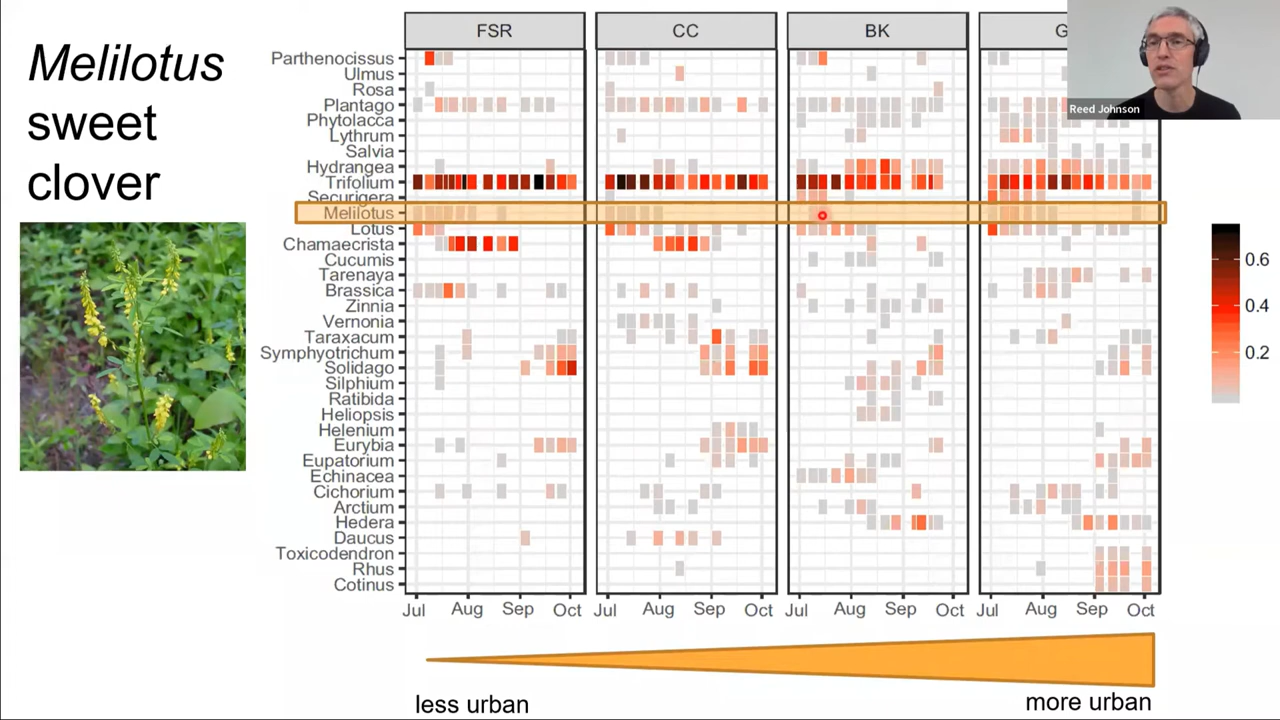 Melilotus
sweet
clover
FSR
CC
BK
G
Reed Johnson
Parthenocissus
Ulmus
Rosa
Plantago
Phytolacca
Lythrum
Salvia
Hydrangea
Trifolium
Securigera
Melilotus
Lotus
Chamaecrista
Cucumis
Tarenaya
Brassica
Zinnia
Vernonia
Taraxacum
Symphyotrichum
Solidago
Silphium
Ratibida
Heliopsis
Helenium
Eurybia
Eupatorium
Echinacea
Cichorium
Arctium
Hedera
Daucus
Toxicodendron
Rhus
Cotinus
Jul Aug Sep Oct
Jul Aug Sep Oct
Jul Aug Sep Oct
Jul Aug Sep Oct
0.6
0.4
0.2
less urban
more urban